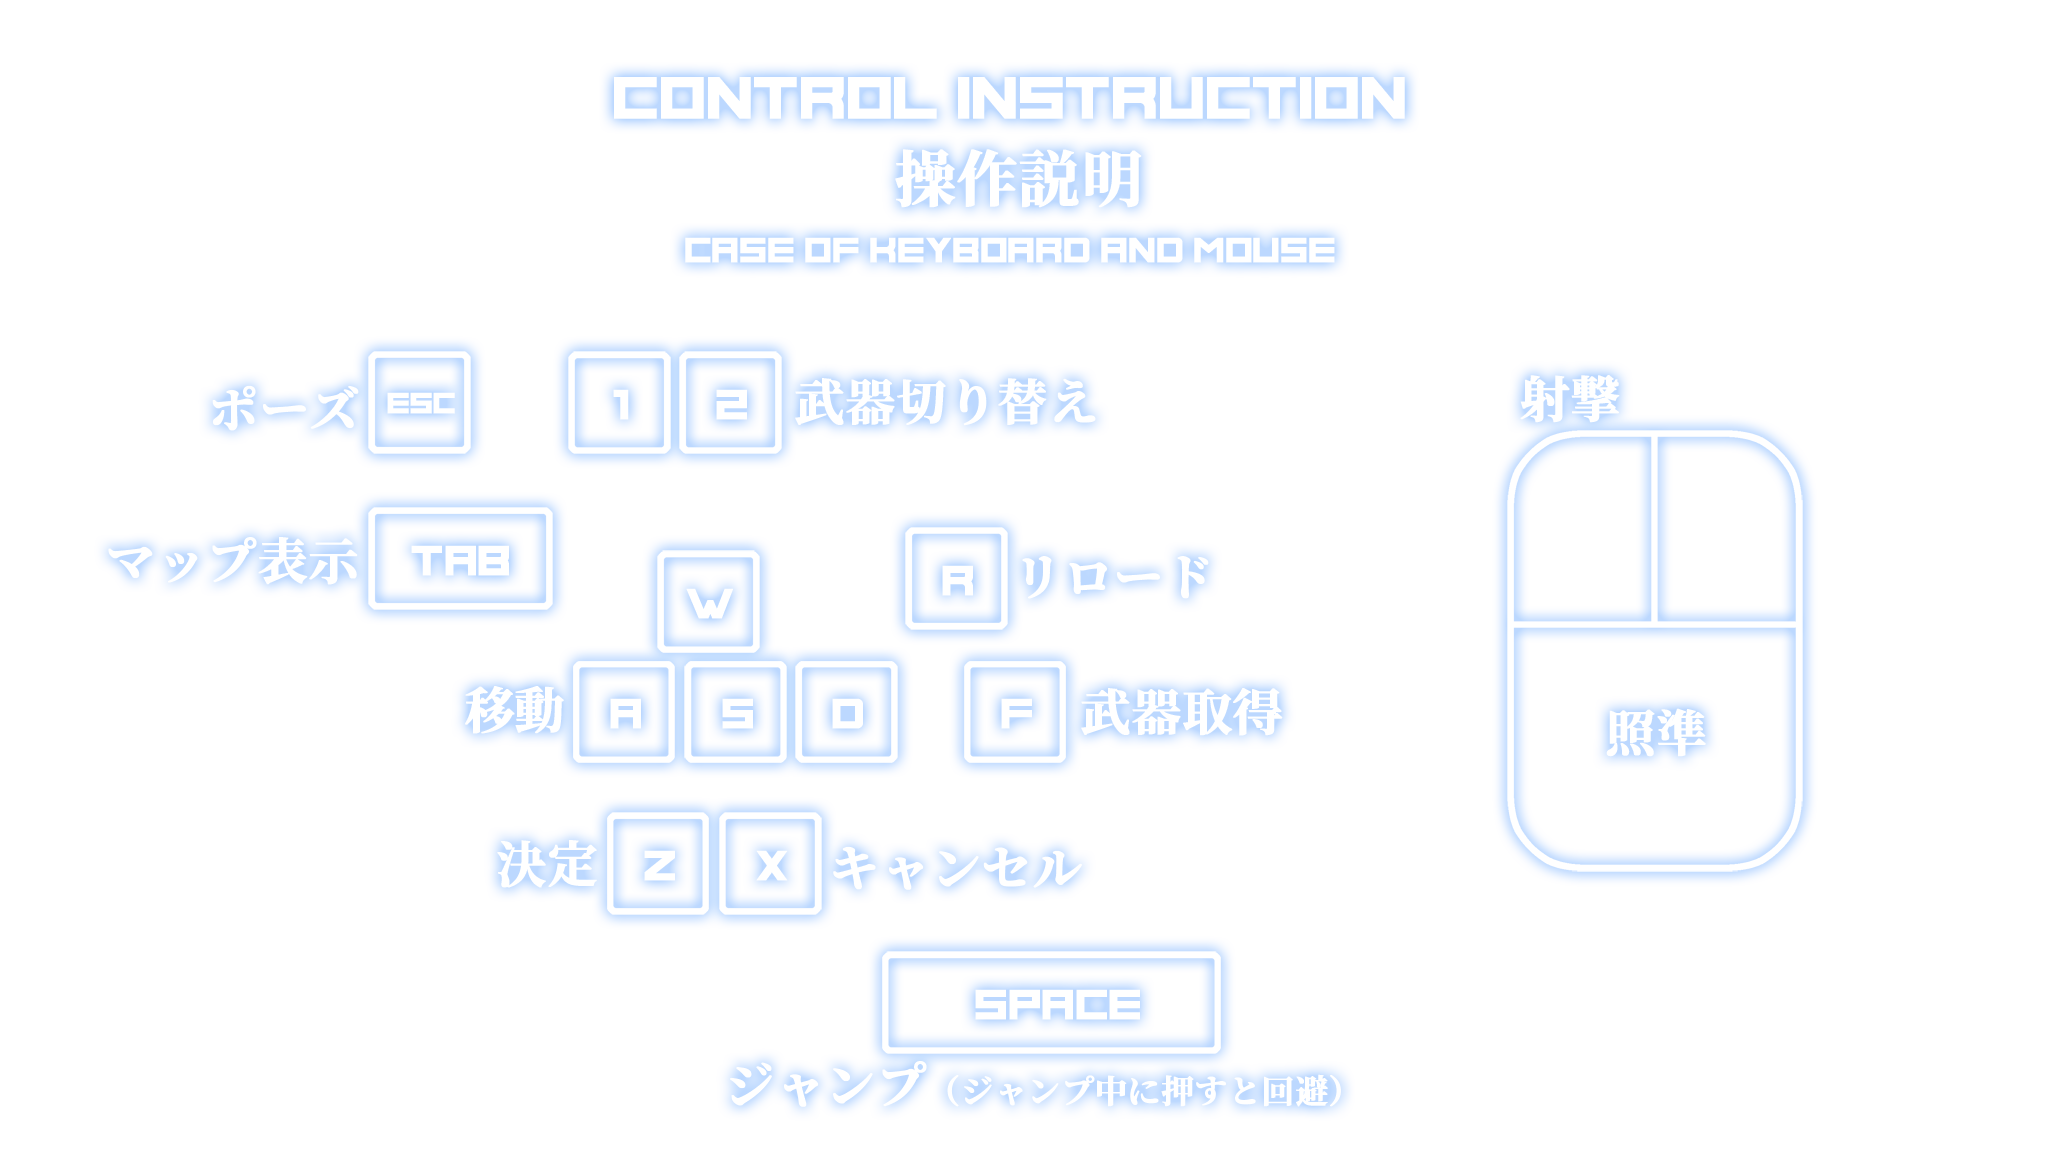 CONTROL INSTRUCTION
操作説明
CASE OF KEYBOARD AND MOUSE
ポーズ ESC 1 2 武器切り替え
射撃
マップ表示 TAB
W R リロード
移動 A S D F 武器取得
照準
決定 Z X キャンセル
SPACE
ジャンプ（ジャンプ中に押すと回避）